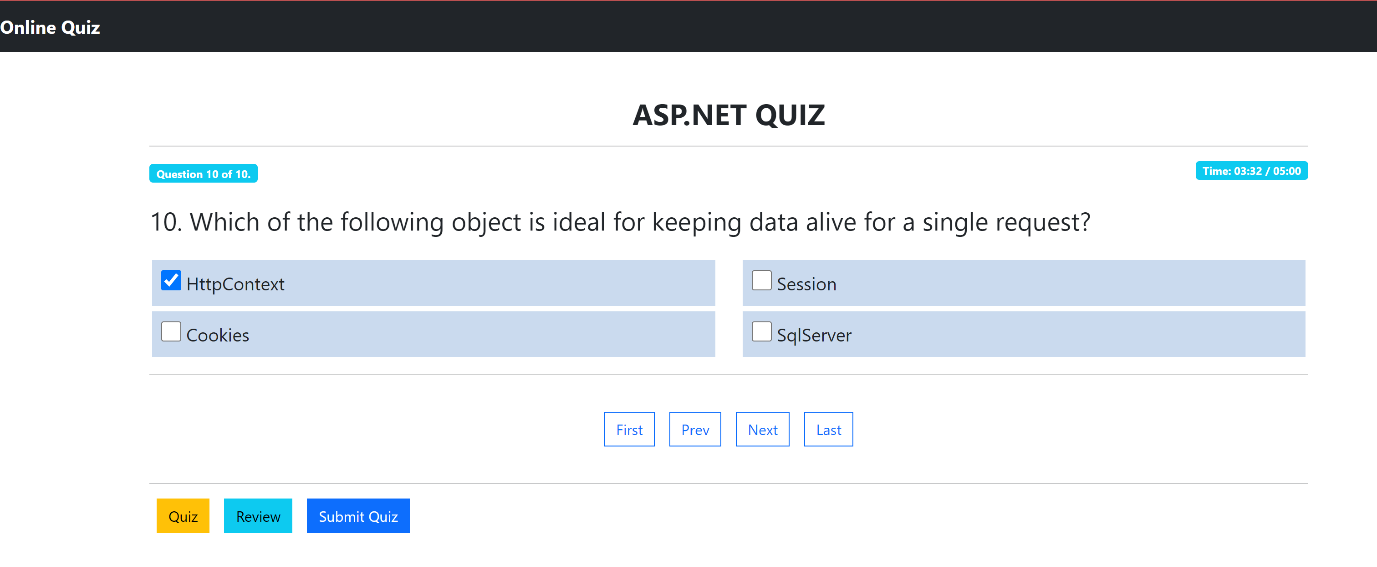 Online Quiz
ASP.NET QUIZ
Question 10 of 10.
Time: 03:32 / 05:00
10. Which of the following object is ideal for keeping data alive for a single request?
HttpContext
Session
Cookies
SqlServer
First Prev Next Last
Quiz Review Submit Quiz